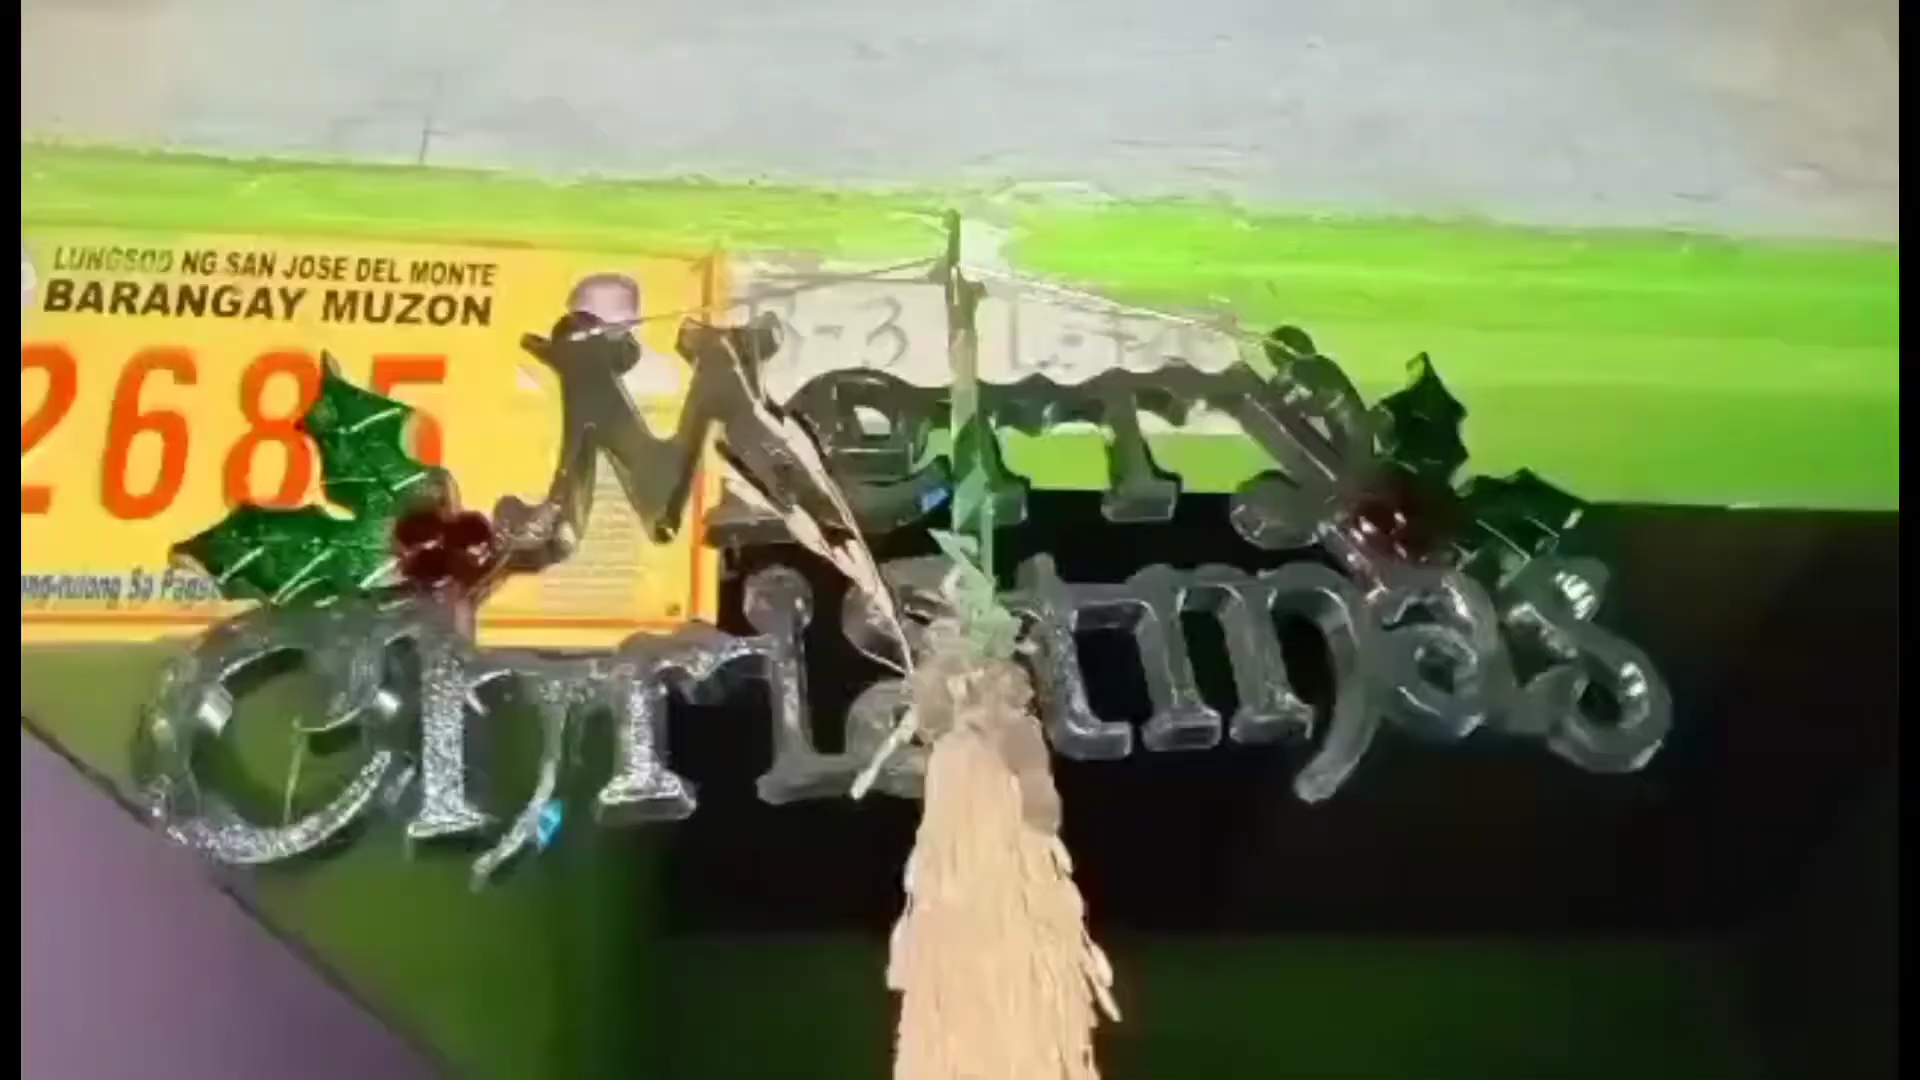 LUNGSOD NG SAN JOSE DEL MONTE
BARANGAY MUZON
2685
Merry
Christmas